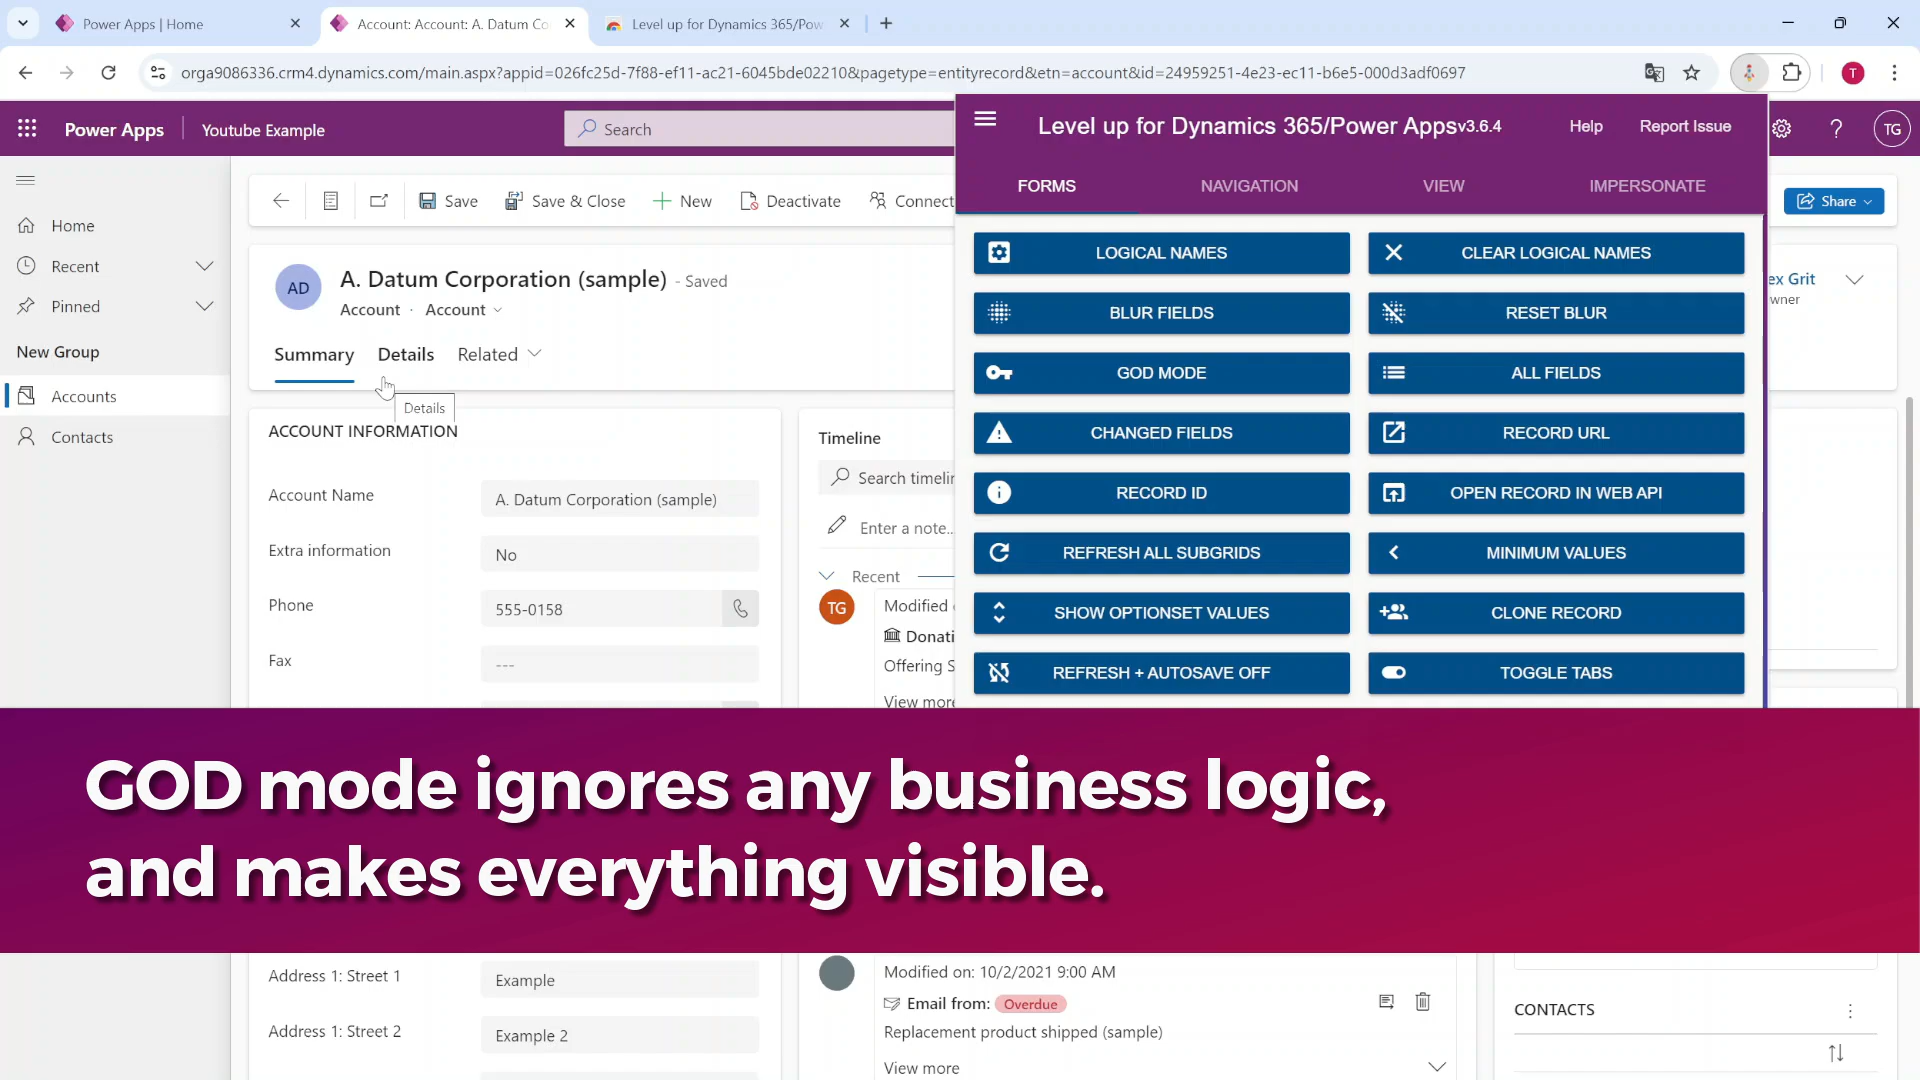 Power Apps | Home
Account: Account: A. Datum Co
Level up for Dynamics 365/Pow
orga9086336.crm4.dynamics.com/main.aspx?appid=026fc25d-7f88-ef11-ac21-6045bde02210&pagetype=entityrecord&etn=account&id=24959251-4e23-ec11-b6e5-000d3adf0697
T
Power Apps
Youtube Example
Search
Level up for Dynamics 365/Power Appsv3.6.4
Help
Report Issue
?
TG
FORMS
NAVIGATION
VIEW
IMPERSONATE
Save
Save & Close
New
Deactivate
Connect
Share
Home
Recent
Pinned
New Group
Accounts
Contacts
AD
A. Datum Corporation (sample) - Saved
Account · Account
Summary
Details
Related
Details
ex Grit
wner
LOGICAL NAMES
CLEAR LOGICAL NAMES
BLUR FIELDS
RESET BLUR
GOD MODE
ALL FIELDS
CHANGED FIELDS
RECORD URL
RECORD ID
OPEN RECORD IN WEB API
REFRESH ALL SUBGRIDS
MINIMUM VALUES
SHOW OPTIONSET VALUES
CLONE RECORD
REFRESH + AUTOSAVE OFF
TOGGLE TABS
ACCOUNT INFORMATION
Account Name
A. Datum Corporation (sample)
Extra information
No
Phone
555-0158
Fax
---
Timeline
Search timelin
Enter a note...
Recent
TG
Modified
Donati
Offering S
View more
GOD mode ignores any business logic,
and makes everything visible.
Address 1: Street 1
Example
Address 1: Street 2
Example 2
Modified on: 10/2/2021 9:00 AM
Email from: Overdue
Replacement product shipped (sample)
View more
CONTACTS